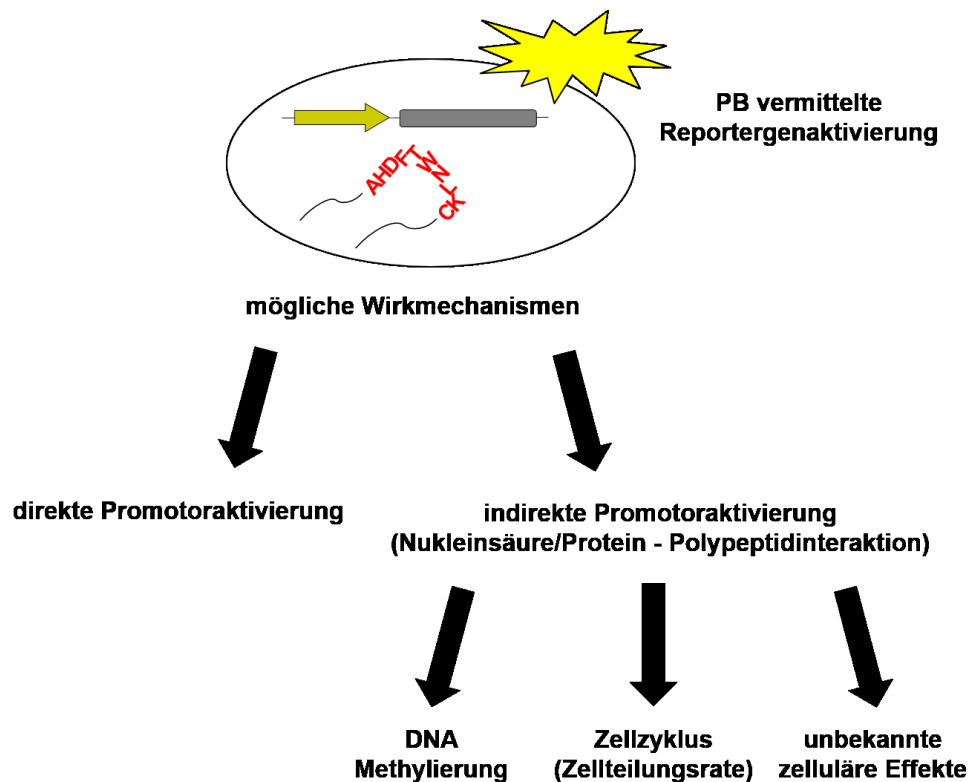 PB vermittelte
Reportergenaktivierung
AHDFTWNLCK
mögliche Wirkmechanismen
direkte Promotoraktivierung
indirekte Promotoraktivierung
(Nukleinsäure/Protein - Polypeptidinteraktion)
DNA
Methylierung
Zellzyklus
(Zellteilungsrate)
unbekannte
zelluläre Effekte